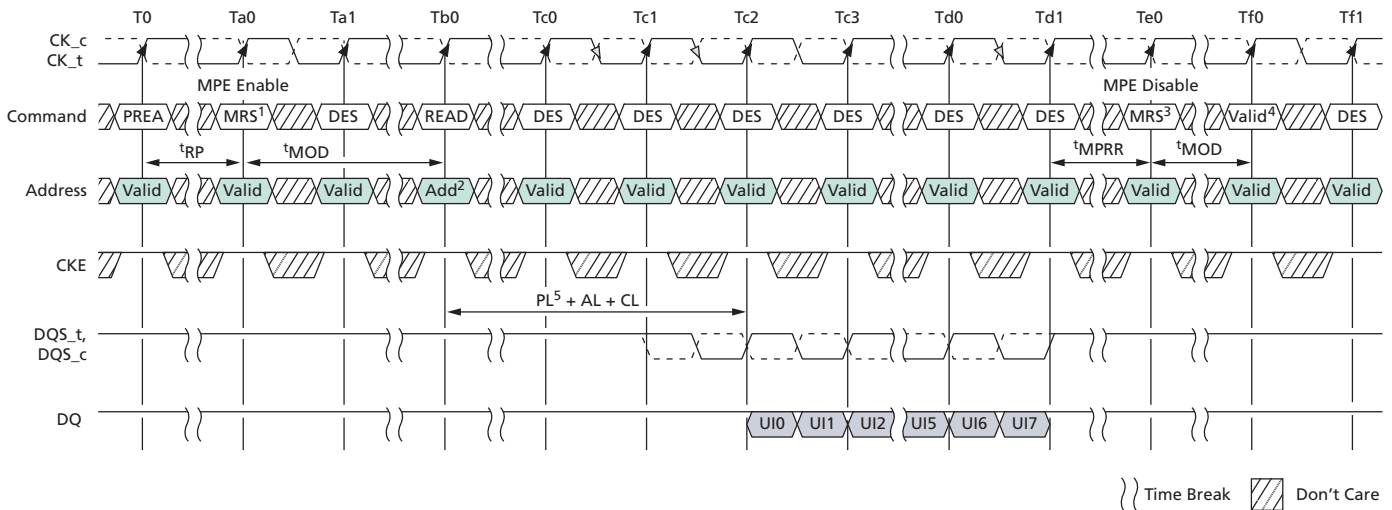 T0 Ta0 Ta1 Tb0 Tc0 Tc1 Tc2 Tc3 Td0 Td1 Te0 Tf0 Tf1
CK_c
CK_t
MPE Enable MPE Disable
Command PREA MRS1 DES READ DES DES DES DES DES DES MRS3 Valid4 DES
tRP tMOD tMPRR tMOD
Address Valid Valid Valid Add2 Valid Valid Valid Valid Valid Valid Valid Valid Valid
CKE
PL5 + AL + CL
DQS_t,
DQS_c
DQ UI0 UI1 UI2 UI5 UI6 UI7
Time Break Don't Care